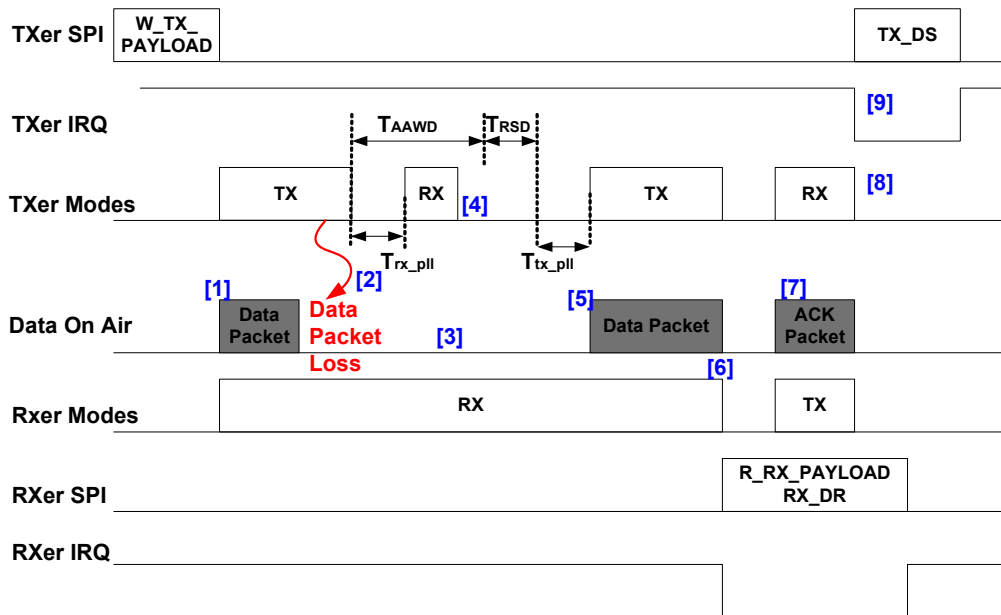 TXer SPI
W_TX_
PAYLOAD
TX_DS
TXer IRQ
[9]
TAAWD
TRSD
TXer Modes
TX
RX
[4]
TX
RX
[8]
Trx_pll
Ttx_pll
[1]
[2]
[5]
[7]
Data On Air
Data
Packet
Data
Packet
Loss
[3]
Data Packet
ACK
Packet
[6]
Rxer Modes
RX
TX
RXer SPI
R_RX_PAYLOAD
RX_DR
RXer IRQ